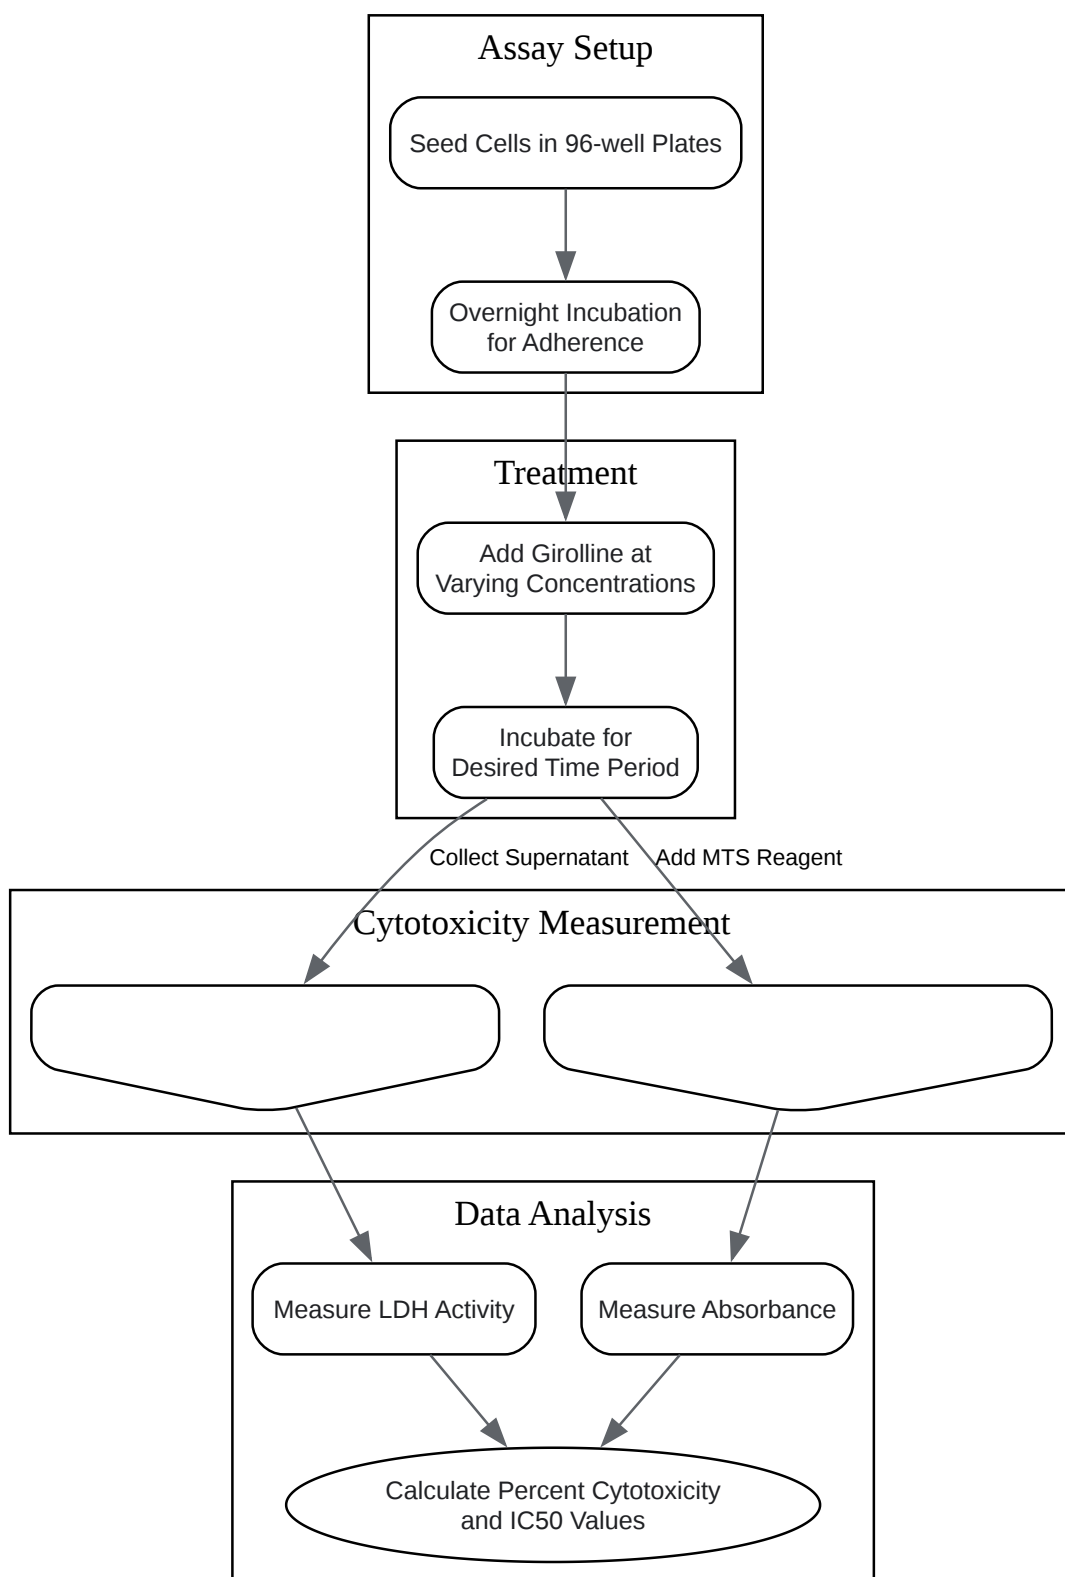 Assay Setup
Seed Cells in 96-well Plates
Overnight Incubation
for Adherence
Treatment
Add Girolline at
Varying Concentrations
Incubate for
Desired Time Period
Collect Supernatant
Add MTS Reagent
Cytotoxicity Measurement
Data Analysis
Measure LDH Activity
Measure Absorbance
Calculate Percent Cytotoxicity
and IC50 Values